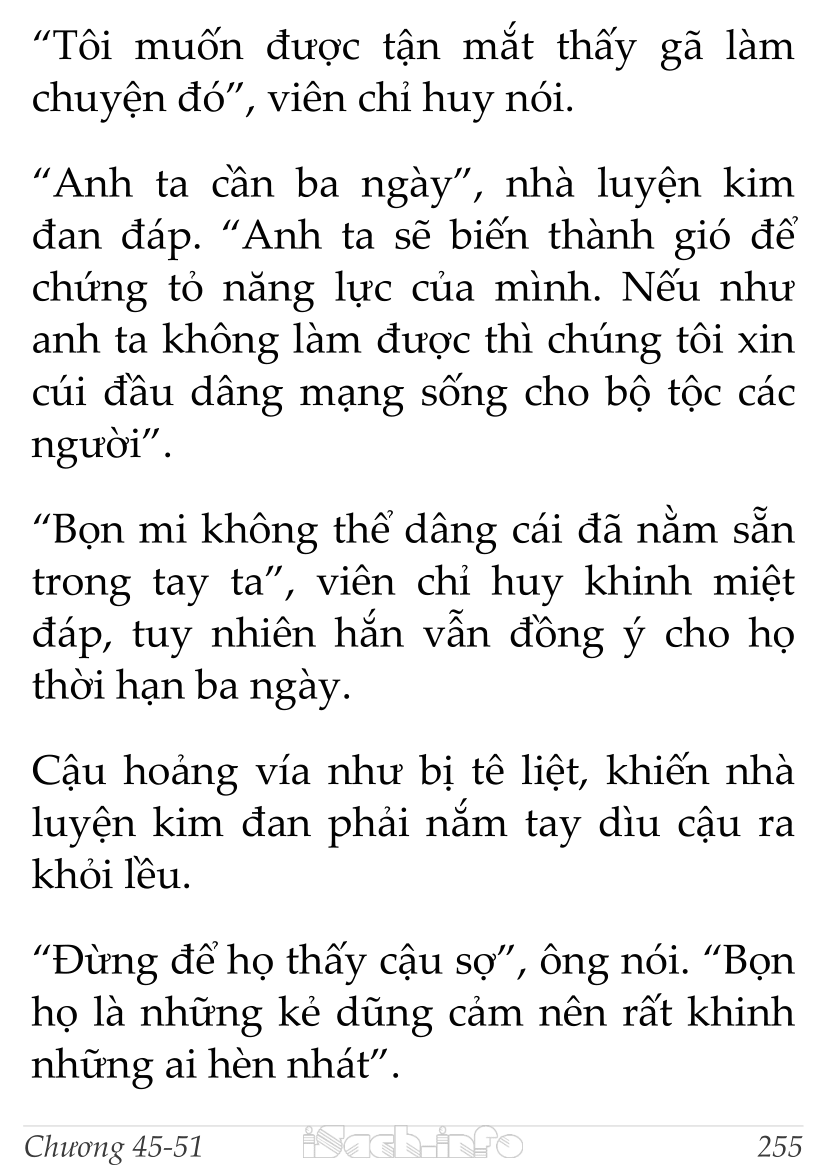 “Tôi muốn được tận mắt thấy gã làm
chuyện đó”, viên chỉ huy nói.
“Anh ta cần ba ngày”, nhà luyện kim
đan đáp. “Anh ta sẽ biến thành gió để
chứng tỏ năng lực của mình. Nếu như
anh ta không làm được thì chúng tôi xin
cúi đầu dâng mạng sống cho bộ tộc các
người”.
“Bọn mi không thể dâng cái đã nằm sẵn
trong tay ta”, viên chỉ huy khinh miệt
đáp, tuy nhiên hắn vẫn đồng ý cho họ
thời hạn ba ngày.
Cậu hoảng vía như bị tê liệt, khiến nhà
luyện kim đan phải nắm tay dìu cậu ra
khỏi lều.
“Đừng để họ thấy cậu sợ”, ông nói. “Bọn
họ là những kẻ dũng cảm nên rất khinh
những ai hèn nhát”.
Chương 45-51 iSach.info 255